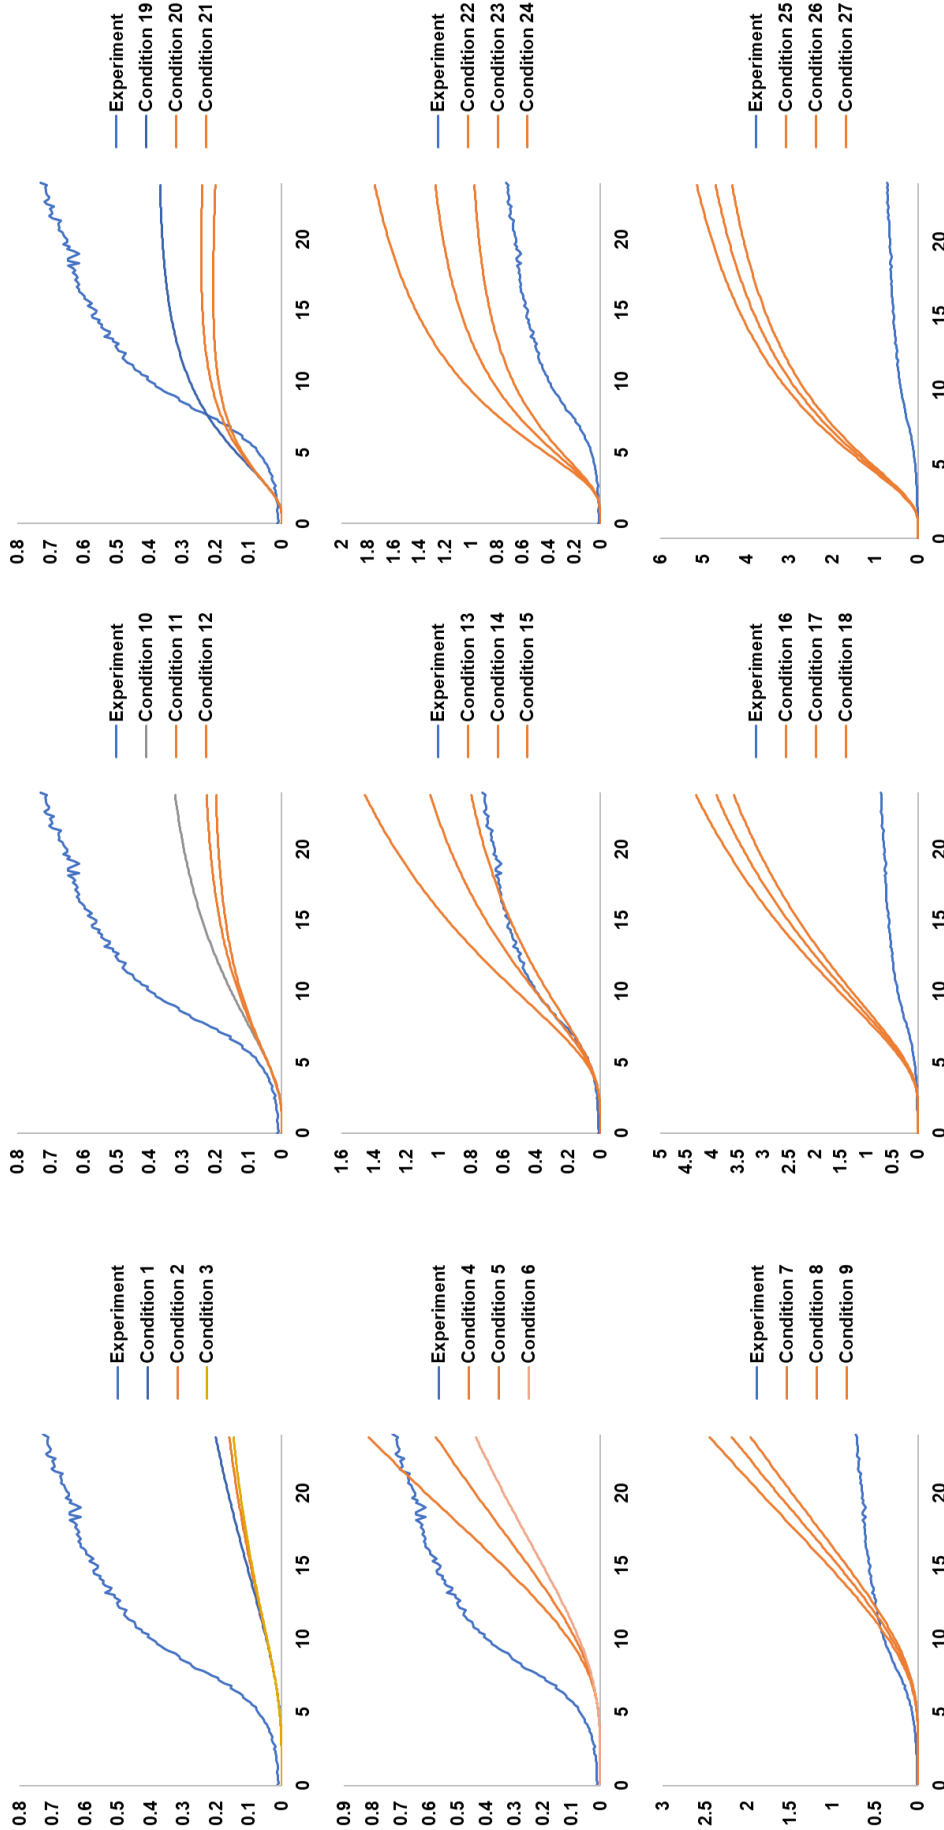 0.8
0.7
0.6
0.5
0.4
0.3
0.2
0.1
0
0 5 10 15 20
Experiment
Condition 1
Condition 2
Condition 3
0.8
0.7
0.6
0.5
0.4
0.3
0.2
0.1
0
0 5 10 15 20
Experiment
Condition 10
Condition 11
Condition 12
0.8
0.7
0.6
0.5
0.4
0.3
0.2
0.1
0
0 5 10 15 20
Experiment
Condition 19
Condition 20
Condition 21
0.9
0.8
0.7
0.6
0.5
0.4
0.3
0.2
0.1
0
0 5 10 15 20
Experiment
Condition 4
Condition 5
Condition 6
1.6
1.4
1.2
1
0.8
0.6
0.4
0.2
0
0 5 10 15 20
Experiment
Condition 13
Condition 14
Condition 15
2
1.8
1.6
1.4
1.2
1
0.8
0.6
0.4
0.2
0
0 5 10 15 20
Experiment
Condition 22
Condition 23
Condition 24
3
2.5
2
1.5
1
0.5
0
0 5 10 15 20
Experiment
Condition 7
Condition 8
Condition 9
5
4.5
4
3.5
3
2.5
2
1.5
1
0.5
0
0 5 10 15 20
Experiment
Condition 16
Condition 17
Condition 18
6
5
4
3
2
1
0
0 5 10 15 20
Experiment
Condition 25
Condition 26
Condition 27